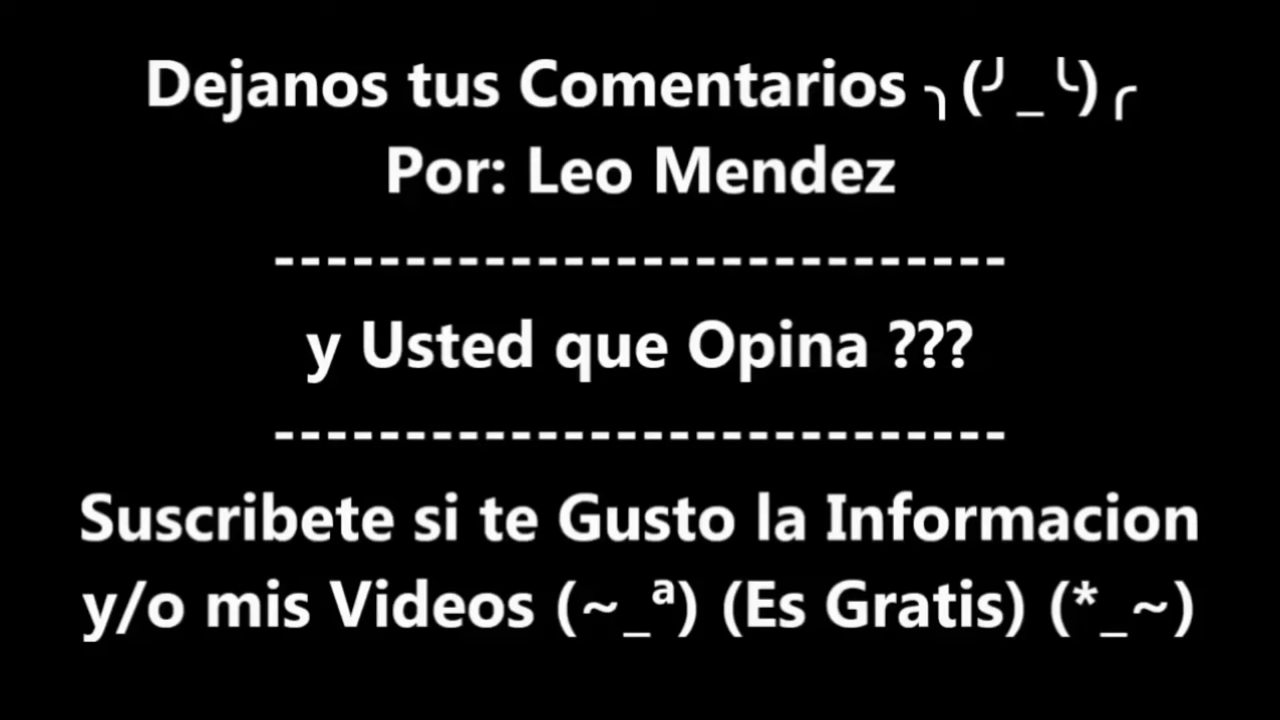 Dejanos tus Comentarios ╮(╯_╰)╭
Por: Leo Mendez
----------------------------
y Usted que Opina ???
----------------------------
Suscribete si te Gusto la Informacion
y/o mis Videos (~_ª) (Es Gratis) (*_~)